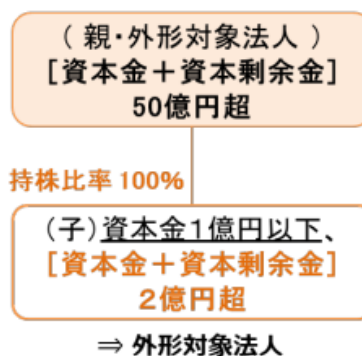 （ 親・外形対象法人 ）
［資本金＋資本剰余金］
50億円超
持株比率 100%
（子）資本金１億円以下、
［資本金＋資本剰余金］
２億円超
⇒ 外形対象法人